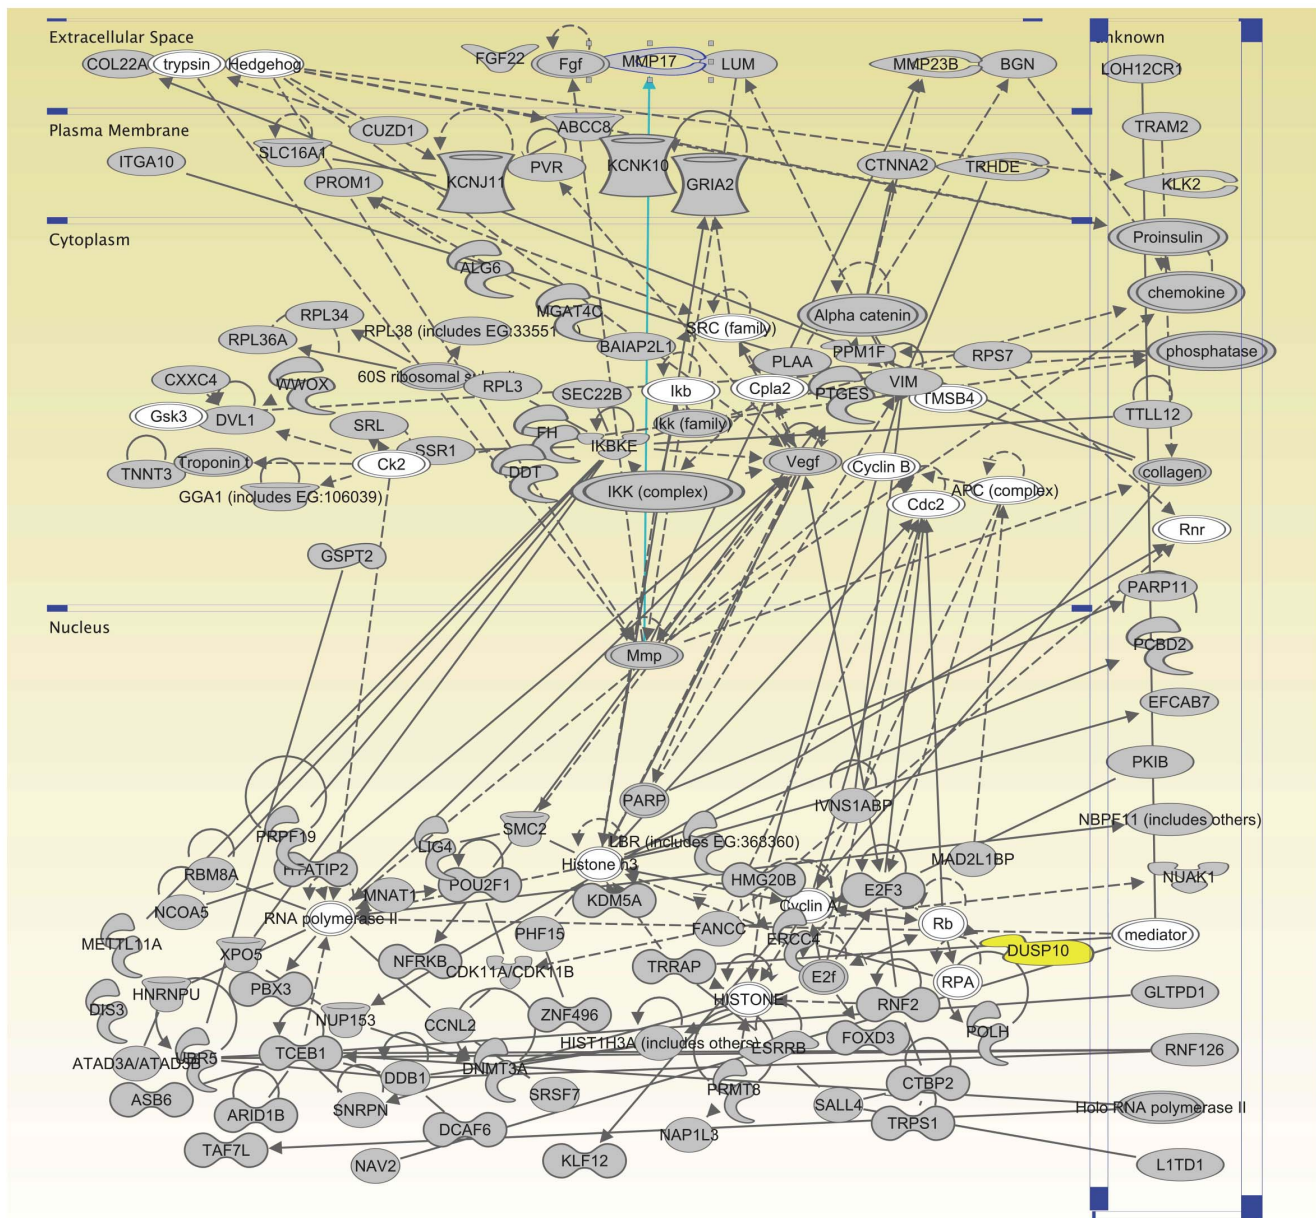 Extracellular Space
unknown
COL22A
trypsin
Hedgehog
FGF22
Fgf
MMP17
LUM
MMP23B
BGN
LOH12CR1
Plasma Membrane
CUZD1
ABCC8
TRAM2
SLC16A1
ITGA10
PROM1
KCNJ11
PVR
KCNK10
GRIA2
CTNNA2
TRHDE
KLK2
Cytoplasm
Proinsulin
ALG6
MGAT4C
chemokine
RPL34
RPL38 (includes EG:33551
SRC (family)
Alpha catenin
RPL36A
BAIAP2L1
PLAA
PPM1F
RPS7
phosphatase
CXXC4
WWOX
60S ribosomal su
RPL3
SEC22B
Ikb
Cpla2
PTGES
VIM
TMSB4
Gsk3
DVL1
SRL
FH
IKBKE
Ikk (family)
TTLL12
TNNT3
Troponin t
Ck2
SSR1
DDT
Vegf
Cyclin B
GGA1 (includes EG:106039)
IKK (complex)
Cdc2
APC (complex)
collagen
Rnr
GSPT2
PARP11
Nucleus
Mmp
PCBD2
EFCAB7
PKIB
PARP
IVNS1ABP
NBPF11 (includes others)
PRPF19
LIG4
SMC2
LBR (includes EG:368360)
MAD2L1BP
RBM8A
HTATIP2
MNAT1
POU2F1
Histone h3
HMG20B
E2F3
NUAK1
NCOA5
RNA polymerase II
KDM5A
Cyclin A
Rb
mediator
METTL11A
XPO5
NFRKB
PHF15
FANCC
ERCC4
DUSP10
HNRNPU
PBX3
CDK11A/CDK11B
TRRAP
E2f
RPA
DIS3
NUP153
CCNL2
ZNF496
HISTONE
RNF2
GLTPD1
ATAD3A/ATAD3B
UBR5
TCEB1
DDB1
DNMT3A
HIST1H3A (includes others)
ESRRB
FOXD3
POLH
RNF126
ASB6
ARID1B
SNRPN
SRSF7
PRMT8
CTBP2
SALL4
Holo RNA polymerase II
TAF7L
DCAF6
NAP1L3
TRPS1
NAV2
KLF12
L1TD1